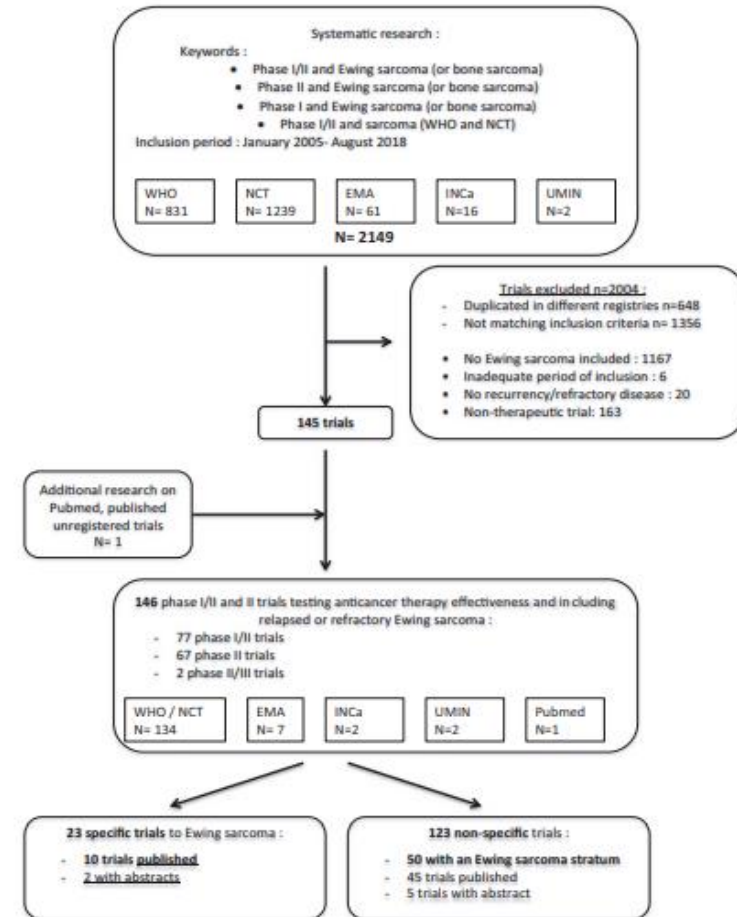 Systematic research :
Keywords :
• Phase I/II and Ewing sarcoma (or bone sarcoma)
• Phase II and Ewing sarcoma (or bone sarcoma)
• Phase I and Ewing sarcoma (or bone sarcoma)
• Phase I/II and sarcoma (WHO and NCT)
Inclusion period : January 2005- August 2018
WHO
N= 831
NCT
N= 1239
EMA
N= 61
INCa
N=16
UMIN
N=2
N= 2149
Trials excluded n=2004 :
- Duplicated in different registries n=648
- Not matching inclusion criteria n= 1356
• No Ewing sarcoma included : 1167
• Inadequate period of inclusion : 6
• No recurrency/refractory disease : 20
• Non-therapeutic trial: 163
145 trials
Additional research on
Pubmed, published
unregistered trials
N= 1
146 phase I/II and II trials testing anticancer therapy effectiveness and including
relapsed or refractory Ewing sarcoma :
- 77 phase I/II trials
- 67 phase II trials
- 2 phase II/III trials
WHO / NCT
N= 134
EMA
N= 7
INCa
N=2
UMIN
N=2
Pubmed
N=1
23 specific trials to Ewing sarcoma :
- 10 trials published
- 2 with abstracts
123 non-specific trials :
- 50 with an Ewing sarcoma stratum
- 45 trials published
- 5 trials with abstract